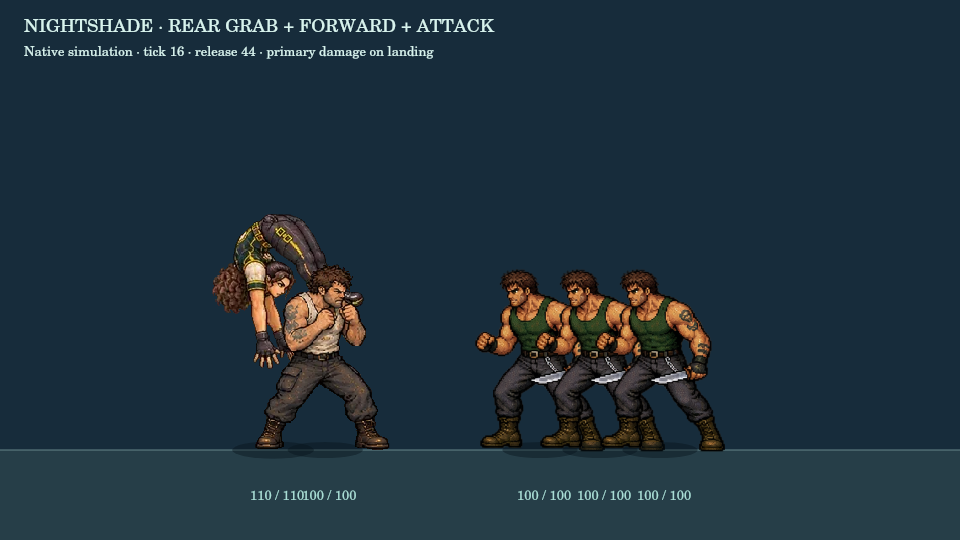 NIGHTSHADE · REAR GRAB + FORWARD + ATTACK
Native simulation · tick 16 · release 44 · primary damage on landing
110 / 110100 / 100 100 / 100 100 / 100 100 / 100